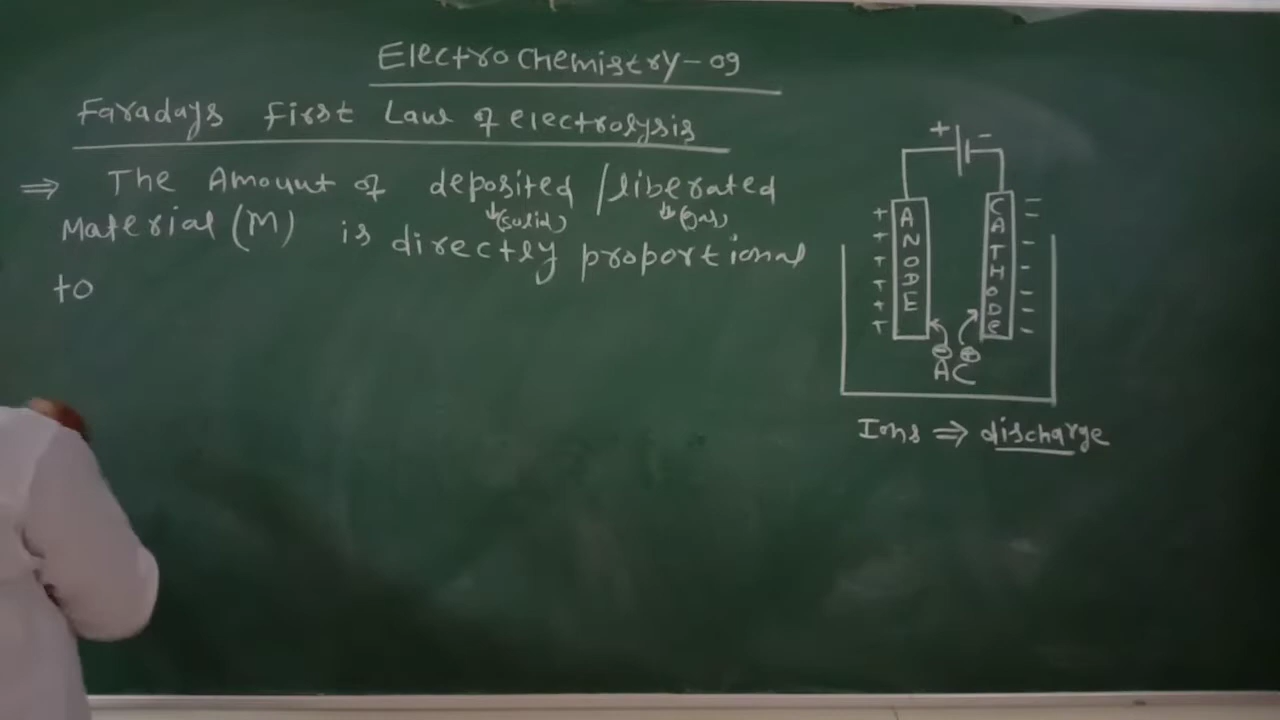 ElectroChemistry-09
Faradays First Law of electrolysis
⇒ The Amount of deposited / liberated
↓(solid) ↓(gas)
Material (M) is directly proportional
to
+ -
ANODE
CATHODe
+ + + + + +
- - - - - - -
⊖ ⊕
A C
Ions ⇒ discharge